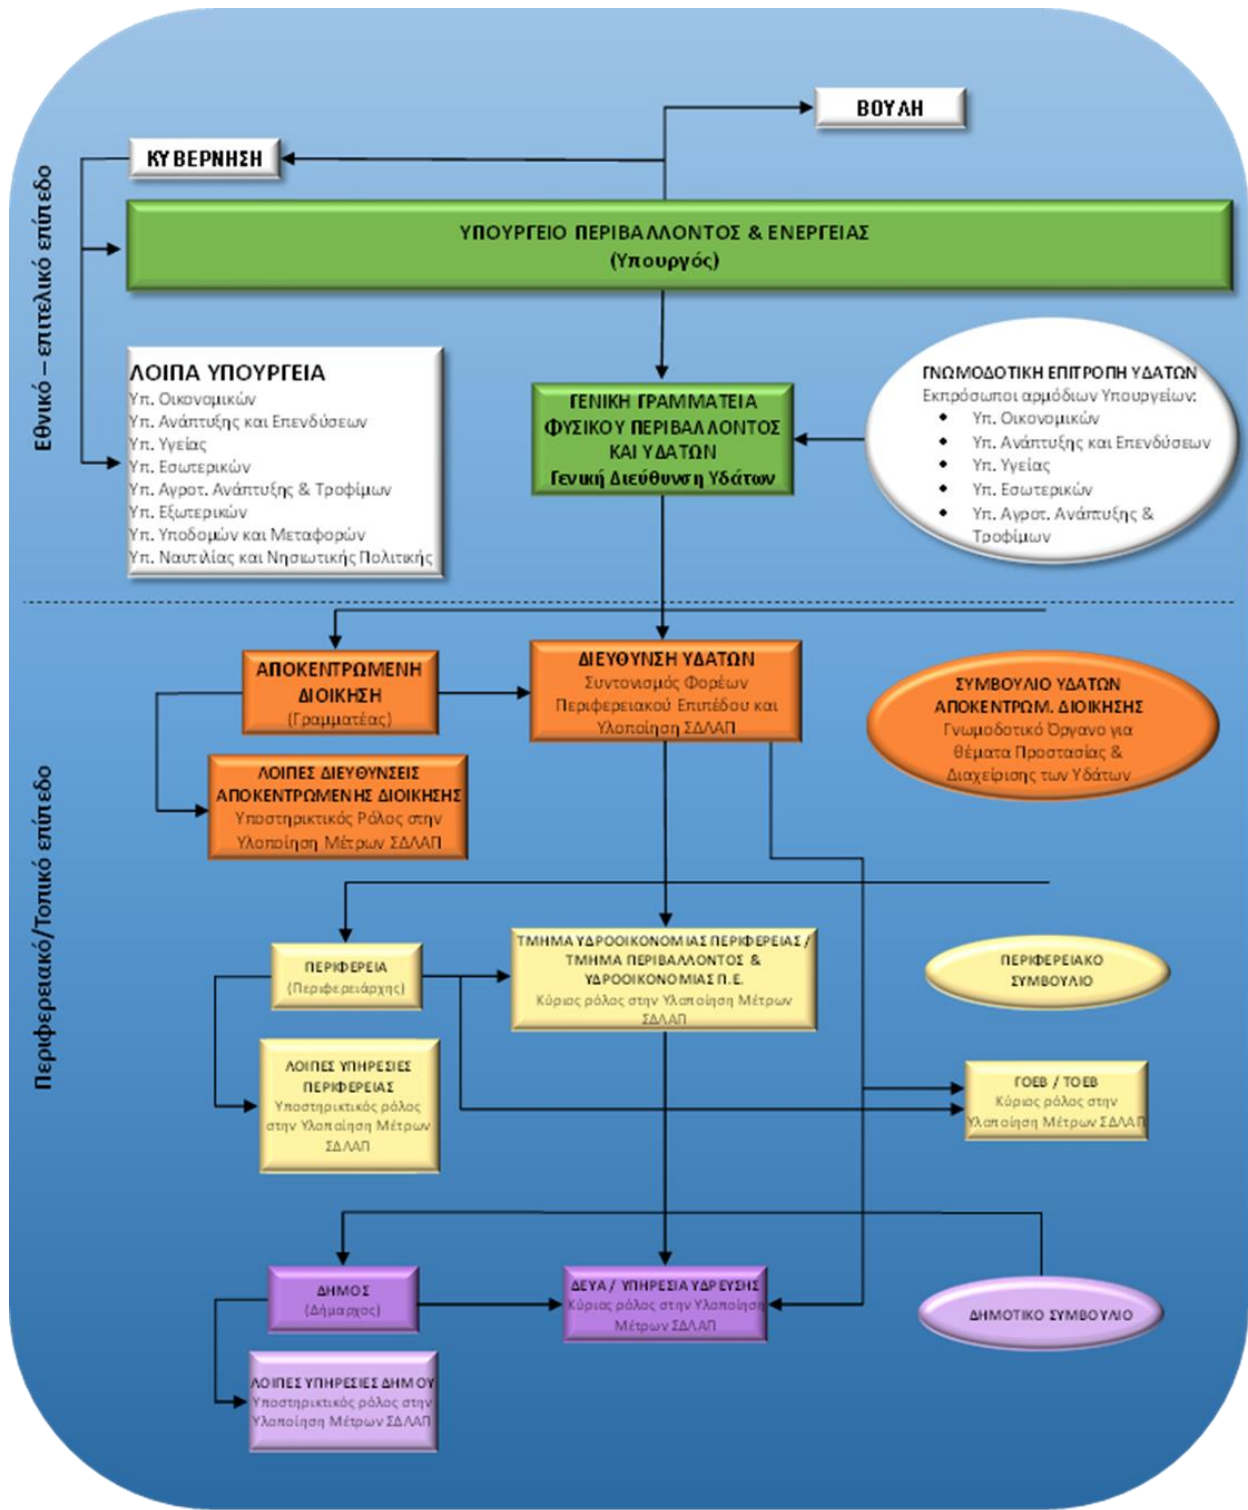 ΒΟΥΛΗ
ΚΥΒΕΡΝΗΣΗ
Εθνικό – επιτελικό επίπεδο
ΥΠΟΥΡΓΕΙΟ ΠΕΡΙΒΑΛΛΟΝΤΟΣ & ΕΝΕΡΓΕΙΑΣ
(Υπουργός)
ΛΟΙΠΑ ΥΠΟΥΡΓΕΙΑ
Υπ. Οικονομικών
Υπ. Ανάπτυξης και Επενδύσεων
Υπ. Υγείας
Υπ. Εσωτερικών
Υπ. Αγροτ. Ανάπτυξης & Τροφίμων
Υπ. Εξωτερικών
Υπ. Υποδομών και Μεταφορών
Υπ. Ναυτιλίας και Νησιωτικής Πολιτικής
ΓΕΝΙΚΗ ΓΡΑΜΜΑΤΕΙΑ
ΦΥΣΙΚΟΥ ΠΕΡΙΒΑΛΛΟΝΤΟΣ
ΚΑΙ ΥΔΑΤΩΝ
Γενική Διεύθυνση Υδάτων
ΓΝΩΜΟΔΟΤΙΚΗ ΕΠΙΤΡΟΠΗ ΥΔΑΤΩΝ
Εκπρόσωποι αρμόδιων Υπουργείων:
• Υπ. Οικονομικών
• Υπ. Ανάπτυξης και Επενδύσεων
• Υπ. Υγείας
• Υπ. Εσωτερικών
• Υπ. Αγροτ. Ανάπτυξης &
Τροφίμων
Περιφερειακό/Τοπικό επίπεδο
ΑΠΟΚΕΝΤΡΩΜΕΝΗ
ΔΙΟΙΚΗΣΗ
(Γραμματέας)
ΔΙΕΥΘΥΝΣΗ ΥΔΑΤΩΝ
Συντονισμός Φορέων
Περιφερειακού Επιπέδου και
Υλοποίηση ΣΔΛΑΠ
ΣΥΜΒΟΥΛΙΟ ΥΔΑΤΩΝ
ΑΠΟΚΕΝΤΡΩΜ. ΔΙΟΙΚΗΣΗΣ
Γνωμοδοτικό Όργανο για
θέματα Προστασίας &
Διαχείρισης των Υδάτων
ΛΟΙΠΕΣ ΔΙΕΥΘΥΝΣΕΙΣ
ΑΠΟΚΕΝΤΡΩΜΕΝΗΣ ΔΙΟΙΚΗΣΗΣ
Υποστηρικτικός Ρόλος στην
Υλοποίηση Μέτρων ΣΔΛΑΠ
ΠΕΡΙΦΕΡΕΙΑ
(Περιφερειάρχης)
ΤΜΗΜΑ ΥΔΡΟΟΙΚΟΝΟΜΙΑΣ ΠΕΡΙΦΕΡΕΙΑΣ /
ΤΜΗΜΑ ΠΕΡΙΒΑΛΛΟΝΤΟΣ &
ΥΔΡΟΟΙΚΟΝΟΜΙΑΣ Π.Ε.
Κύριος ρόλος στην Υλοποίηση Μέτρων
ΣΔΛΑΠ
ΠΕΡΙΦΕΡΕΙΑΚΟ
ΣΥΜΒΟΥΛΙΟ
ΛΟΙΠΕΣ ΥΠΗΡΕΣΙΕΣ
ΠΕΡΙΦΕΡΕΙΑΣ
Υποστηρικτικός ρόλος
στην Υλοποίηση Μέτρων
ΣΔΛΑΠ
ΓΟΕΒ / ΤΟΕΒ
Κύριος ρόλος στην
Υλοποίηση Μέτρων ΣΔΛΑΠ
ΔΗΜΟΣ
(Δήμαρχος)
ΔΕΥΑ / ΥΠΗΡΕΣΙΑ ΥΔΡΕΥΣΗΣ
Κύριος ρόλος στην Υλοποίηση
Μέτρων ΣΔΛΑΠ
ΔΗΜΟΤΙΚΟ ΣΥΜΒΟΥΛΙΟ
ΛΟΙΠΕΣ ΥΠΗΡΕΣΙΕΣ ΔΗΜΟΥ
Υποστηρικτικός ρόλος στην
Υλοποίηση Μέτρων ΣΔΛΑΠ